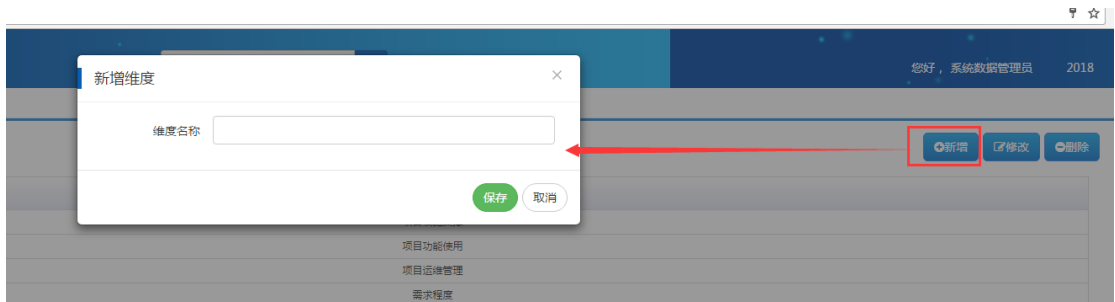 新增维度
您好，系统数据管理员 2018
维度名称
新增 修改 删除
保存 取消
项目功能使用
项目运维管理
需求程度